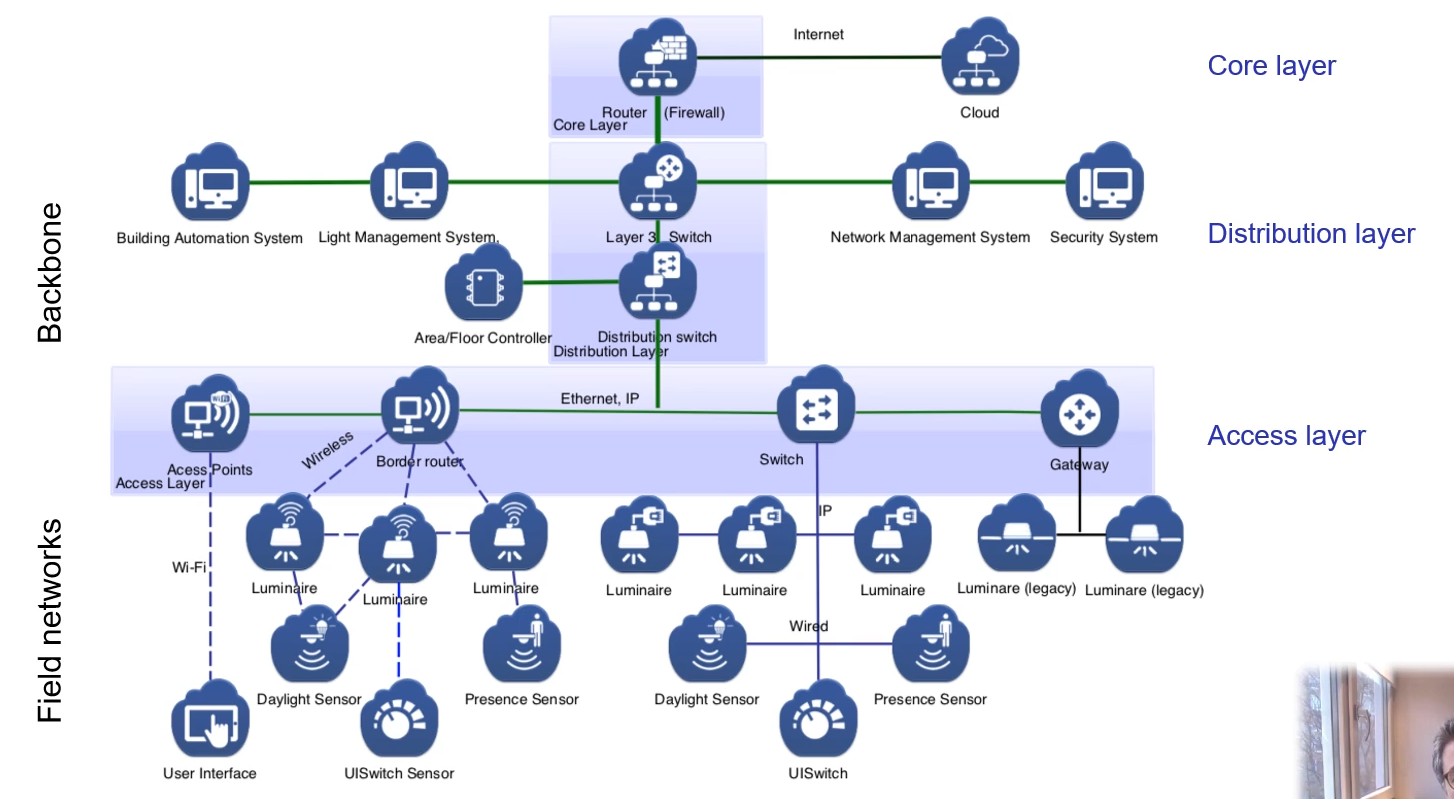 Internet
Core layer
Router (Firewall)
Cloud
Core Layer
Backbone
Building Automation System
Light Management System,
Layer 3 Switch
Network Management System
Security System
Distribution layer
Area/Floor Controller
Distribution switch
Distribution Layer
Ethernet, IP
Access layer
Wireless
Acess Points
Border router
Switch
Gateway
Access Layer
Field networks
IP
Wi-Fi
Luminaire
Luminaire
Luminaire
Luminaire
Luminaire
Luminaire
Luminare (legacy)
Luminare (legacy)
Wired
Daylight Sensor
Presence Sensor
Daylight Sensor
Presence Sensor
User Interface
UISwitch Sensor
UISwitch
WiFi